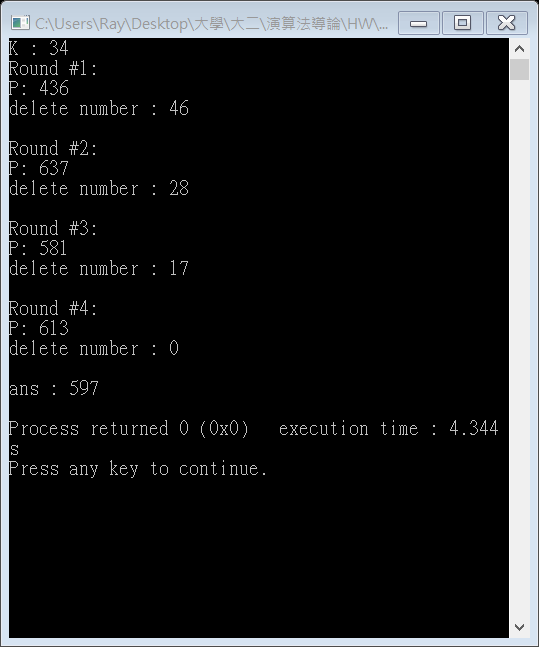 C:\Users\Ray\Desktop\大學\大二\演算法導論\HW\...
K : 34
Round #1:
P: 436
delete number : 46
Round #2:
P: 637
delete number : 28
Round #3:
P: 581
delete number : 17
Round #4:
P: 613
delete number : 0
ans : 597
Process returned 0 (0x0)   execution time : 4.344
s
Press any key to continue.